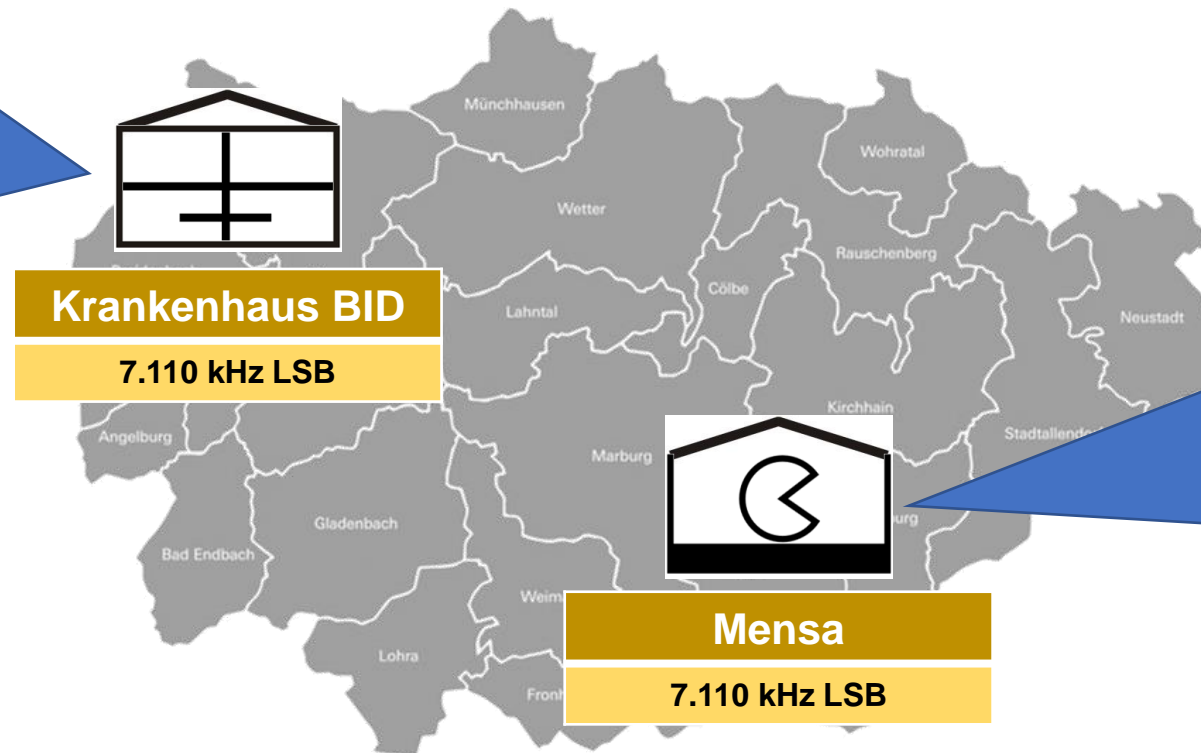 Münchhausen
Wohratal
Wetter
Rauschenberg
Cölbe
Lahntal
Neustadt
Krankenhaus BID
7.110 kHz LSB
Kirchhain
Angelburg
Marburg
Gladenbach
Bad Endbach
Mensa
7.110 kHz LSB
Lohra